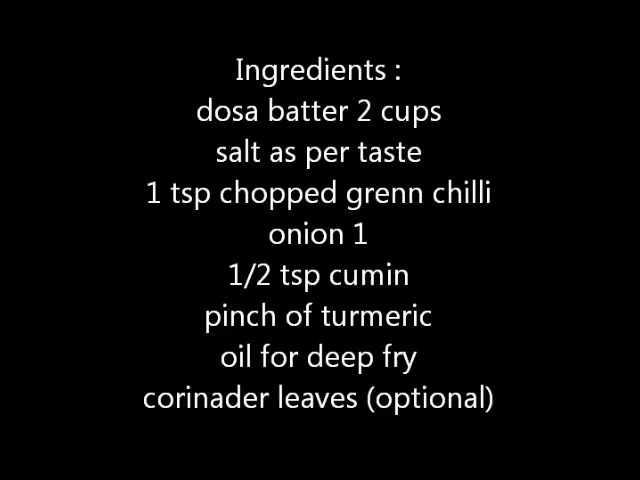 Ingredients :
dosa batter 2 cups
salt as per taste
1 tsp chopped grenn chilli
onion 1
1/2 tsp cumin
pinch of turmeric
oil for deep fry
corinader leaves (optional)